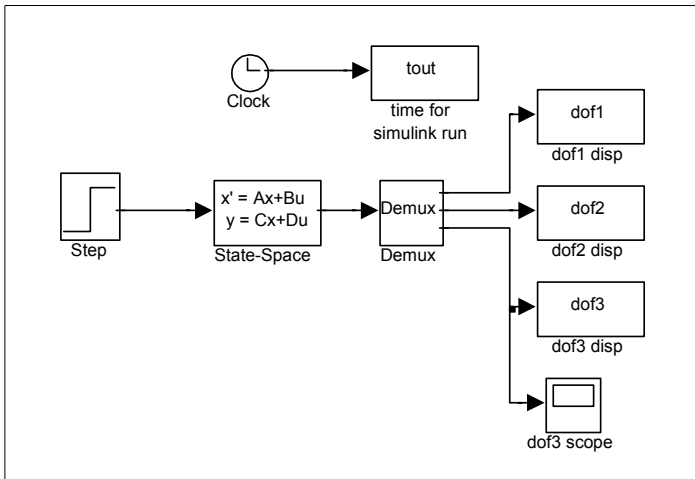 tout
Clock
time for
simulink run
dof1
dof1 disp
Step
x' = Ax+Bu
y = Cx+Du
State-Space
Demux
Demux
dof2
dof2 disp
dof3
dof3 disp
dof3 scope